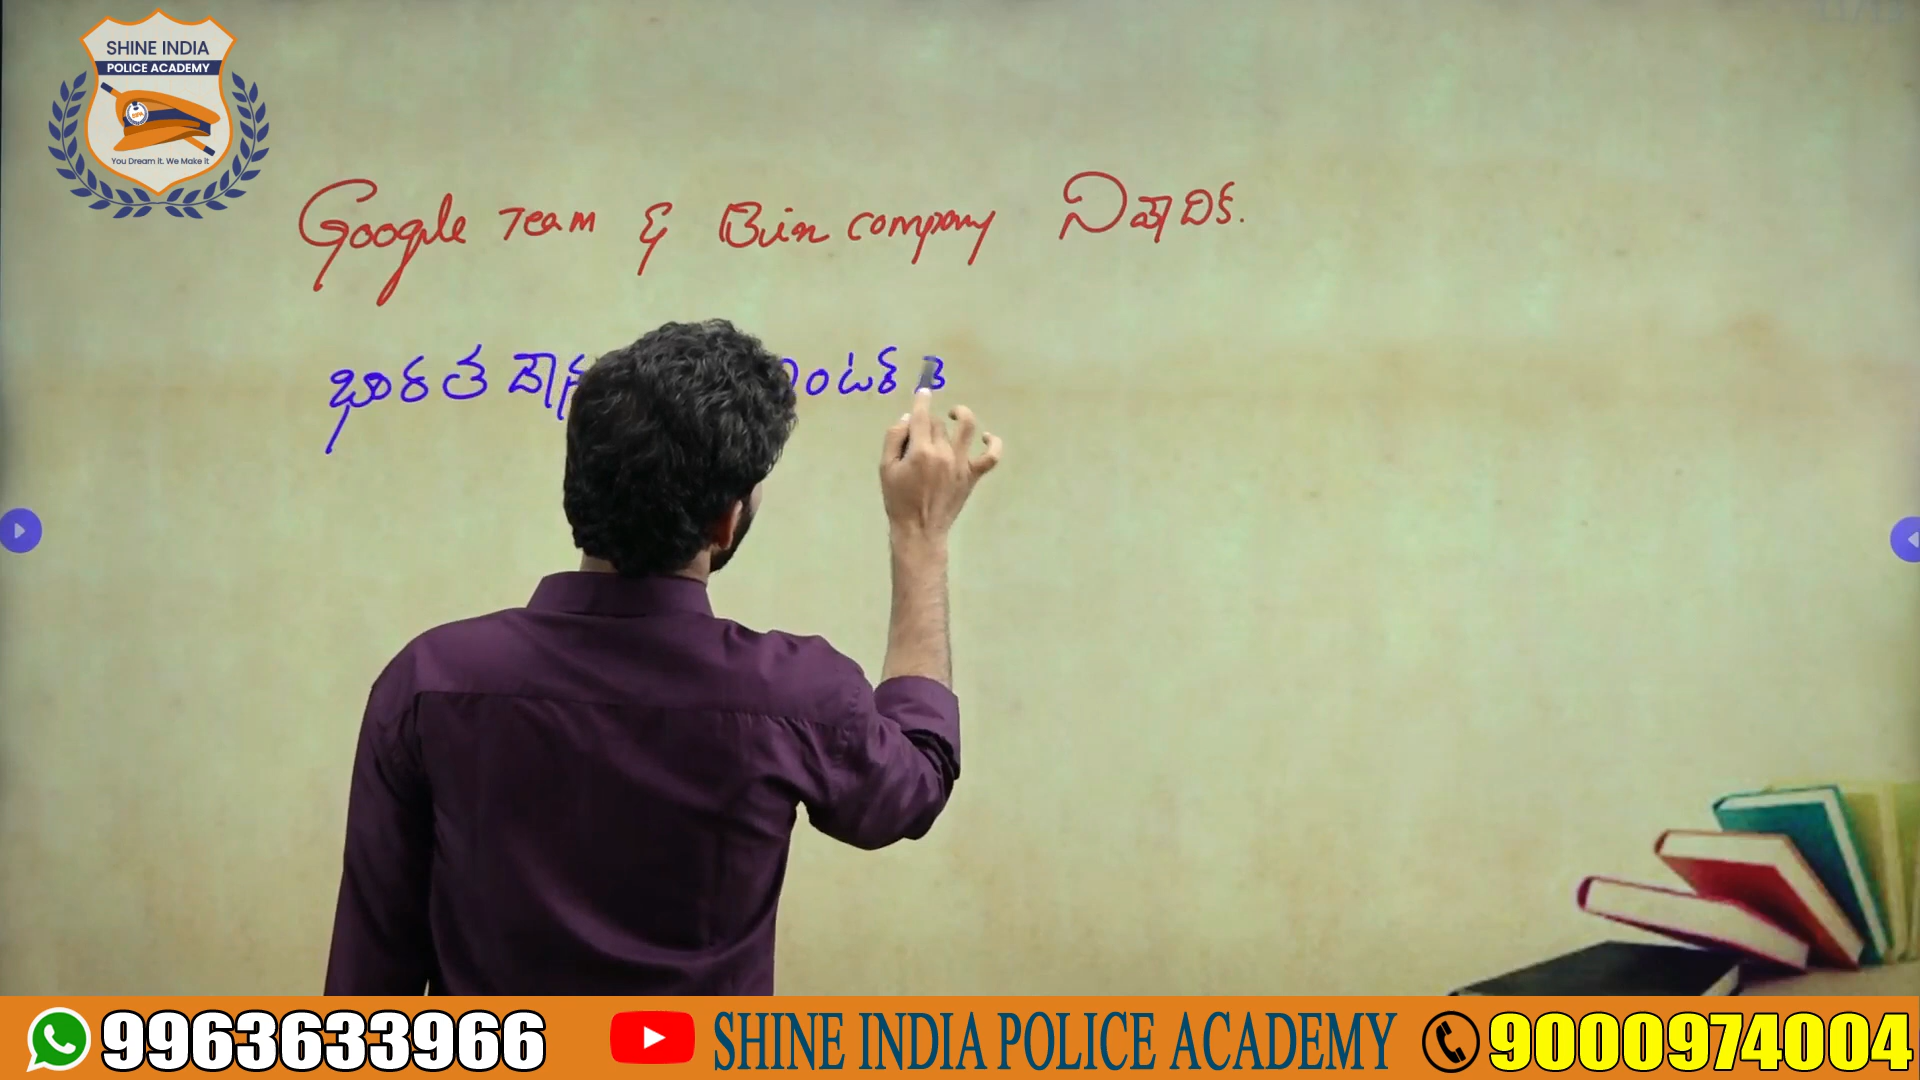 SHINE INDIA
POLICE ACADEMY
You Dream It. We Make It
Google Team & Bain company నివేదిక.
భారత
9963633966
SHINE INDIA POLICE ACADEMY
9000974004